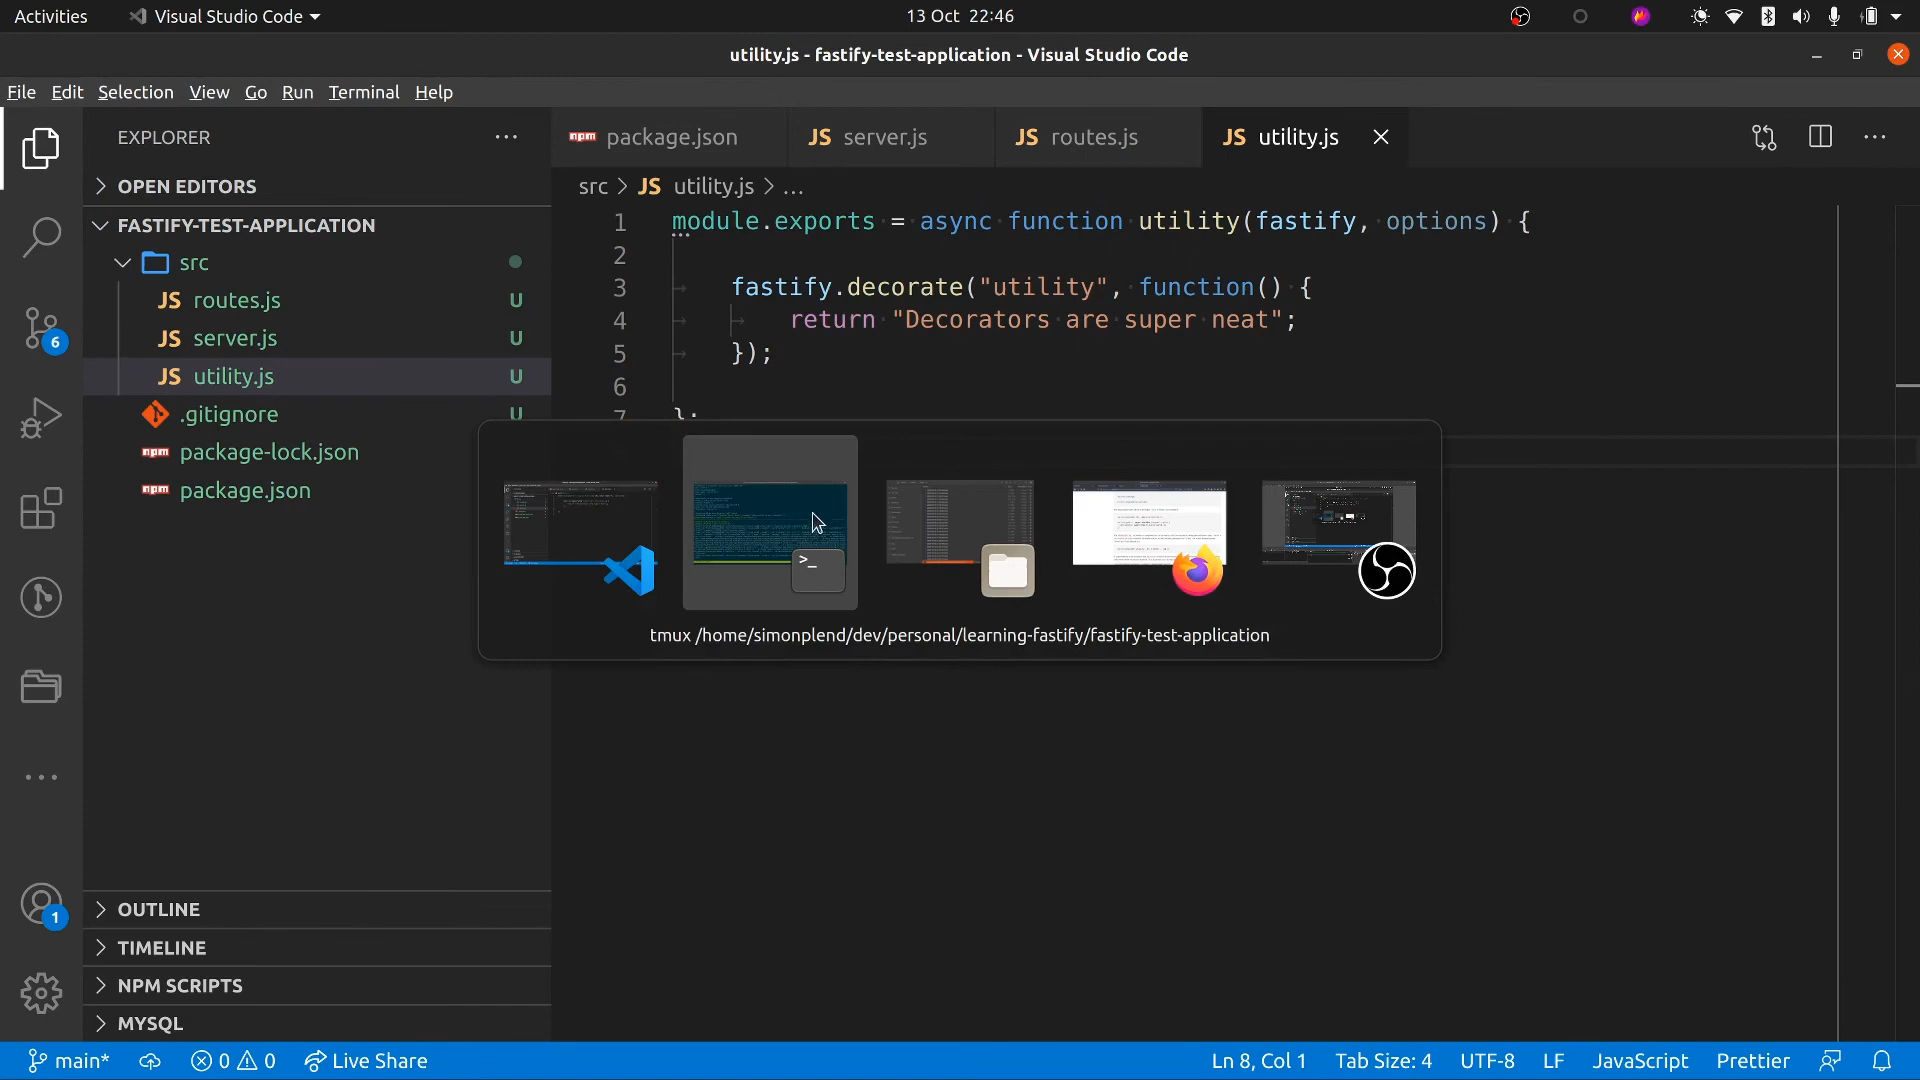 Activities
Visual Studio Code
13 Oct 22:46
utility.js - fastify-test-application - Visual Studio Code
File Edit Selection View Go Run Terminal Help
EXPLORER
OPEN EDITORS
FASTIFY-TEST-APPLICATION
src
JS routes.js U
JS server.js U
JS utility.js U
.gitignore U
npm package-lock.json
npm package.json
OUTLINE
TIMELINE
NPM SCRIPTS
MYSQL
6
1
npm package.json
JS server.js
JS routes.js
JS utility.js
src > JS utility.js > ...
1 module.exports = async function utility(fastify, options) {
2
3 fastify.decorate("utility", function() {
4 return "Decorators are super neat";
5 });
6
7 };
>_
tmux /home/simonplend/dev/personal/learning-fastify/fastify-test-application
main* 0 0 Live Share
Ln 8, Col 1 Tab Size: 4 UTF-8 LF JavaScript Prettier